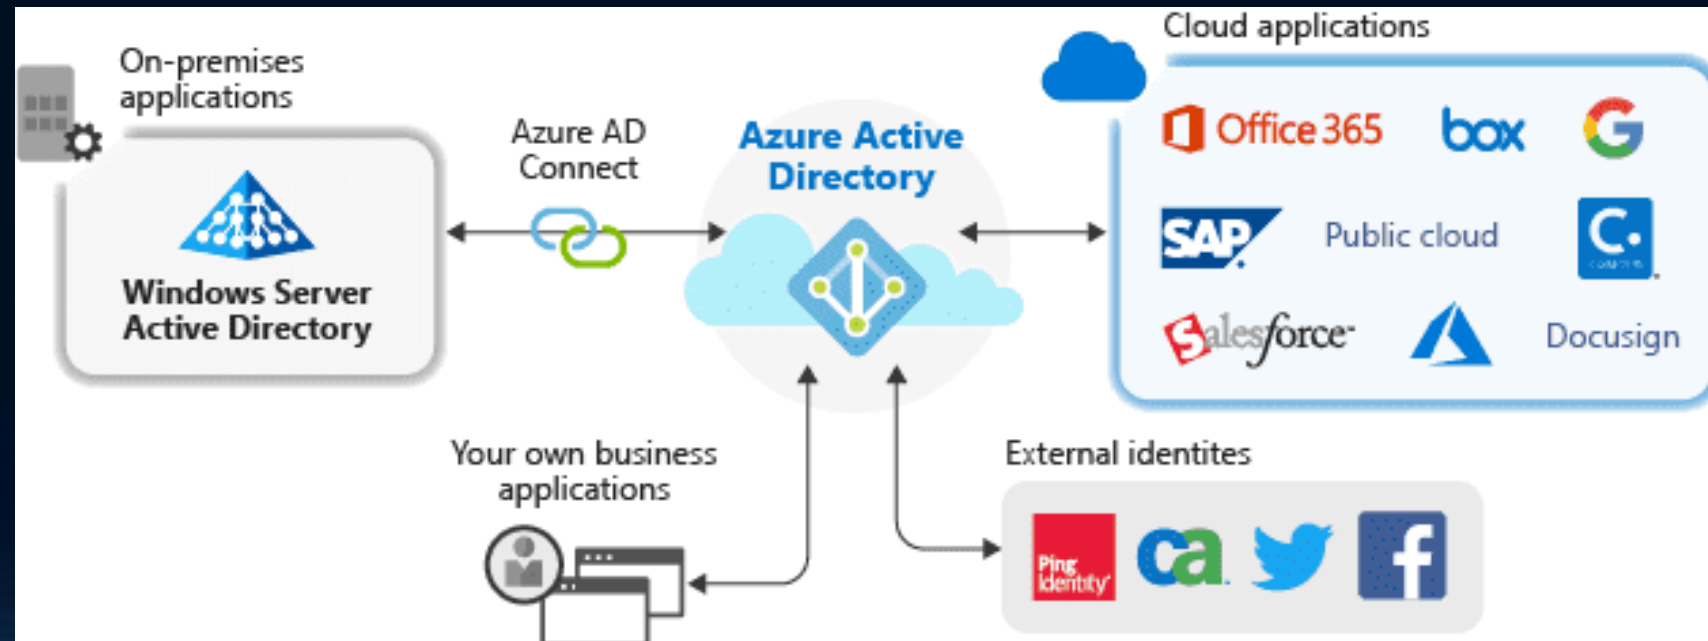 On-premises
applications
Windows Server
Active Directory
Azure AD
Connect
Azure Active
Directory
Cloud applications
Office 365
box
G
SAP
Public cloud
C.
Salesforce
Docusign
Your own business
applications
External identites
Ping
Identity
ca
f